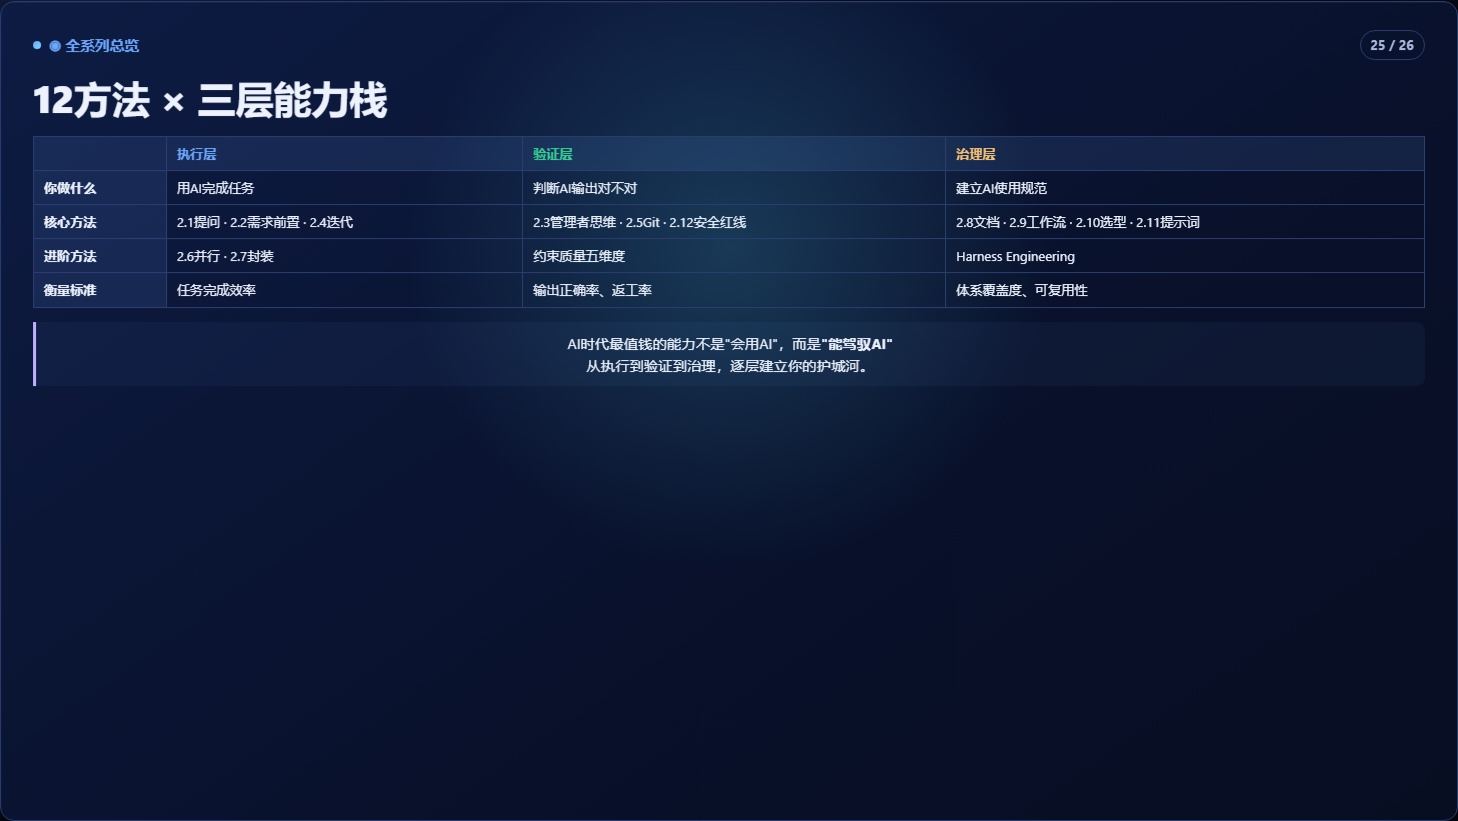 全系列总览
25 / 26
12方法 × 三层能力栈
执行层 验证层 治理层
你做什么 用AI完成任务 判断AI输出对不对 建立AI使用规范
核心方法 2.1提问 · 2.2需求前置 · 2.4迭代 2.3管理者思维 · 2.5Git · 2.12安全红线 2.8文档 · 2.9工作流 · 2.10选型 · 2.11提示词
进阶方法 2.6并行 · 2.7封装 约束质量五维度 Harness Engineering
衡量标准 任务完成效率 输出正确率、返工率 体系覆盖度、可复用性
AI时代最值钱的能力不是"会用AI"，而是"能驾驭AI"
从执行到验证到治理，逐层建立你的护城河。